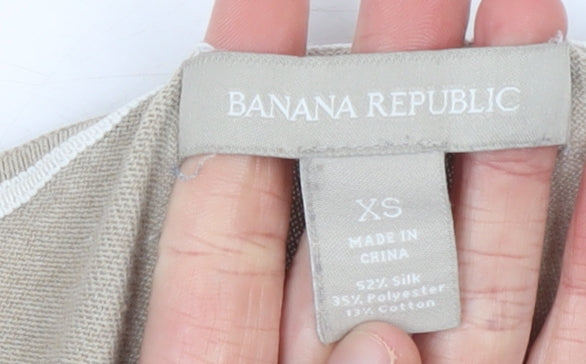 BANANA REPUBLIC
XS
MADE IN
CHINA
52% Silk
35% Polyester
13% Cotton